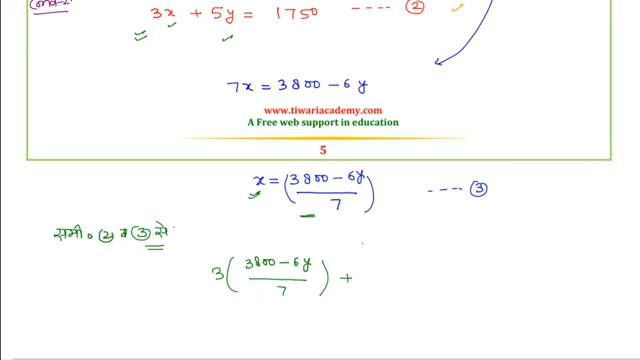 3x + 5y = 1750 ---- ②
7x = 3800 - 6y
www.tiwariacademy.com
A Free web support in education
5
x = (3800 - 6y / 7) ---- ③
समी० ② व ③ से
3 (3800 - 6y / 7) +